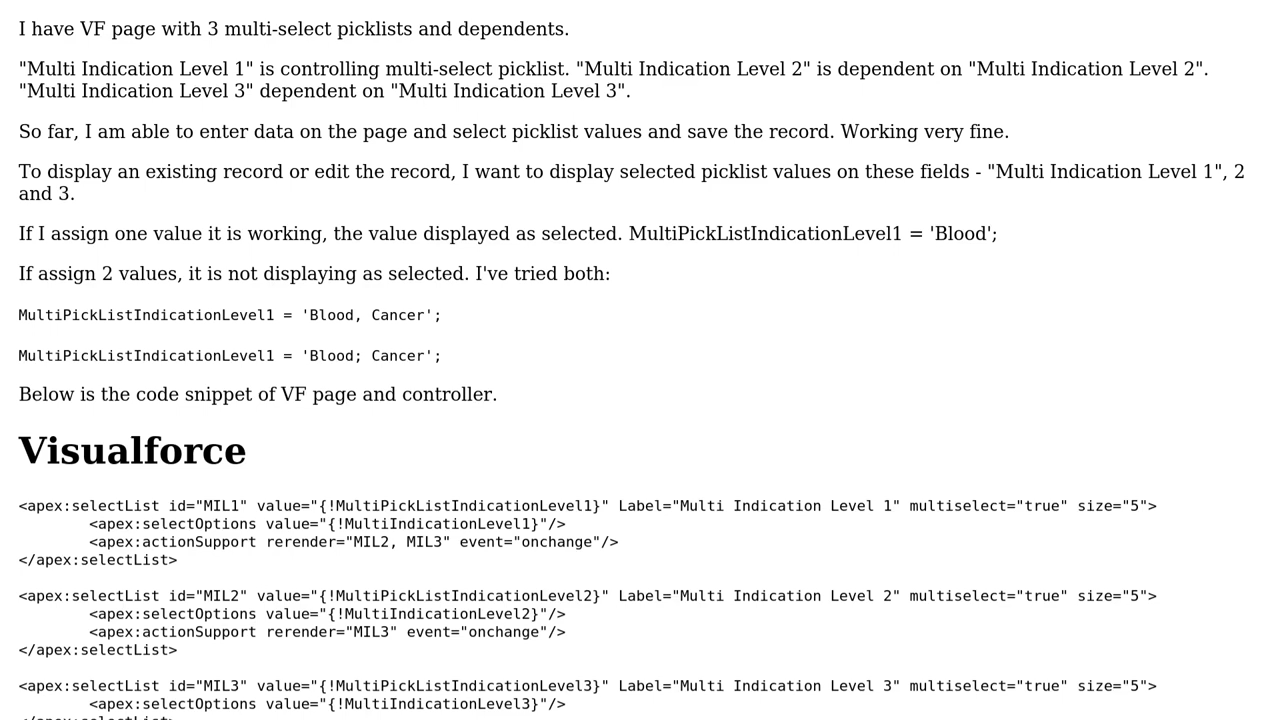 I have VF page with 3 multi-select picklists and dependents.
"Multi Indication Level 1" is controlling multi-select picklist. "Multi Indication Level 2" is dependent on "Multi Indication Level 2".
"Multi Indication Level 3" dependent on "Multi Indication Level 3".
So far, I am able to enter data on the page and select picklist values and save the record. Working very fine.
To display an existing record or edit the record, I want to display selected picklist values on these fields - "Multi Indication Level 1", 2
and 3.
If I assign one value it is working, the value displayed as selected. MultiPickListIndicationLevel1 = 'Blood';
If assign 2 values, it is not displaying as selected. I've tried both:
MultiPickListIndicationLevel1 = 'Blood, Cancer';
MultiPickListIndicationLevel1 = 'Blood; Cancer';
Below is the code snippet of VF page and controller.
Visualforce
<apex:selectList id="MIL1" value="{!MultiPickListIndicationLevel1}" Label="Multi Indication Level 1" multiselect="true" size="5">
        <apex:selectOptions value="{!MultiIndicationLevel1}"/>
        <apex:actionSupport rerender="MIL2, MIL3" event="onchange"/>
</apex:selectList>
<apex:selectList id="MIL2" value="{!MultiPickListIndicationLevel2}" Label="Multi Indication Level 2" multiselect="true" size="5">
        <apex:selectOptions value="{!MultiIndicationLevel2}"/>
        <apex:actionSupport rerender="MIL3" event="onchange"/>
</apex:selectList>
<apex:selectList id="MIL3" value="{!MultiPickListIndicationLevel3}" Label="Multi Indication Level 3" multiselect="true" size="5">
        <apex:selectOptions value="{!MultiIndicationLevel3}"/>